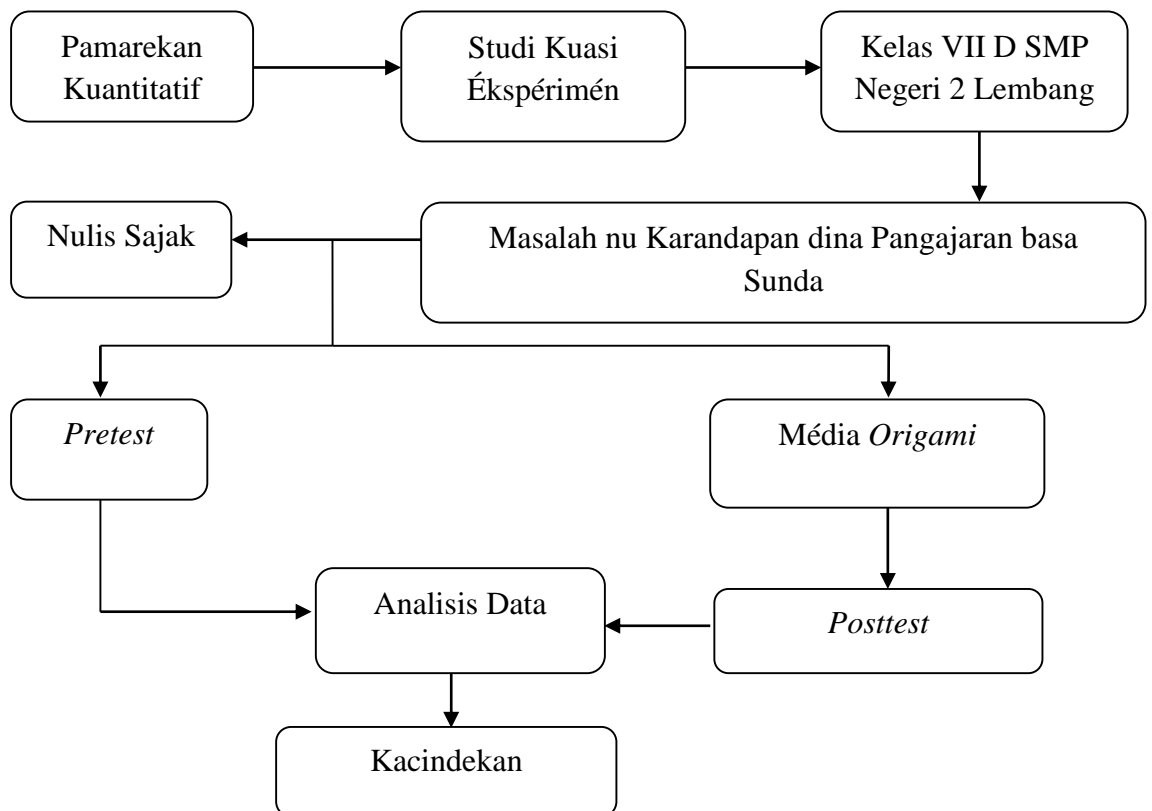 Pamarekan
Kuantitatif
Studi Kuasi
Ékspérimén
Kelas VII D SMP
Negeri 2 Lembang
Nulis Sajak
Masalah nu Karandapan dina Pangajaran basa
Sunda
Pretest
Média Origami
Analisis Data
Posttest
Kacindekan